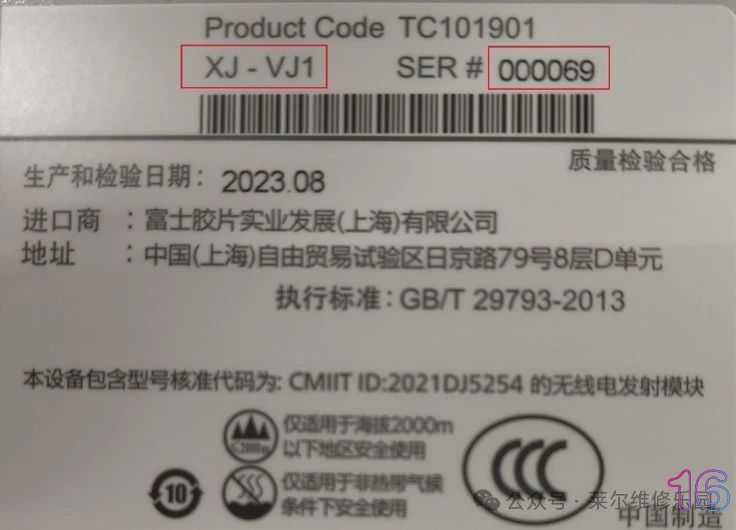 Product Code TC101901
XJ - VJ1 SER # 000069
质量检验合格
生产和检验日期: 2023.08
进口商 : 富士胶片实业发展(上海)有限公司
地址 : 中国(上海)自由贸易试验区日京路79号8层D单元
执行标准: GB/T 29793-2013
本设备包含型号核准代码为: CMIIT ID:2021DJ5254 的无线电发射模块
≤2000m
仅适用于海拔2000m
以下地区安全使用
10
仅适用于非热带气候
条件下安全使用
CCC
16
公众号 · 莱尔维修乐园
中国制造